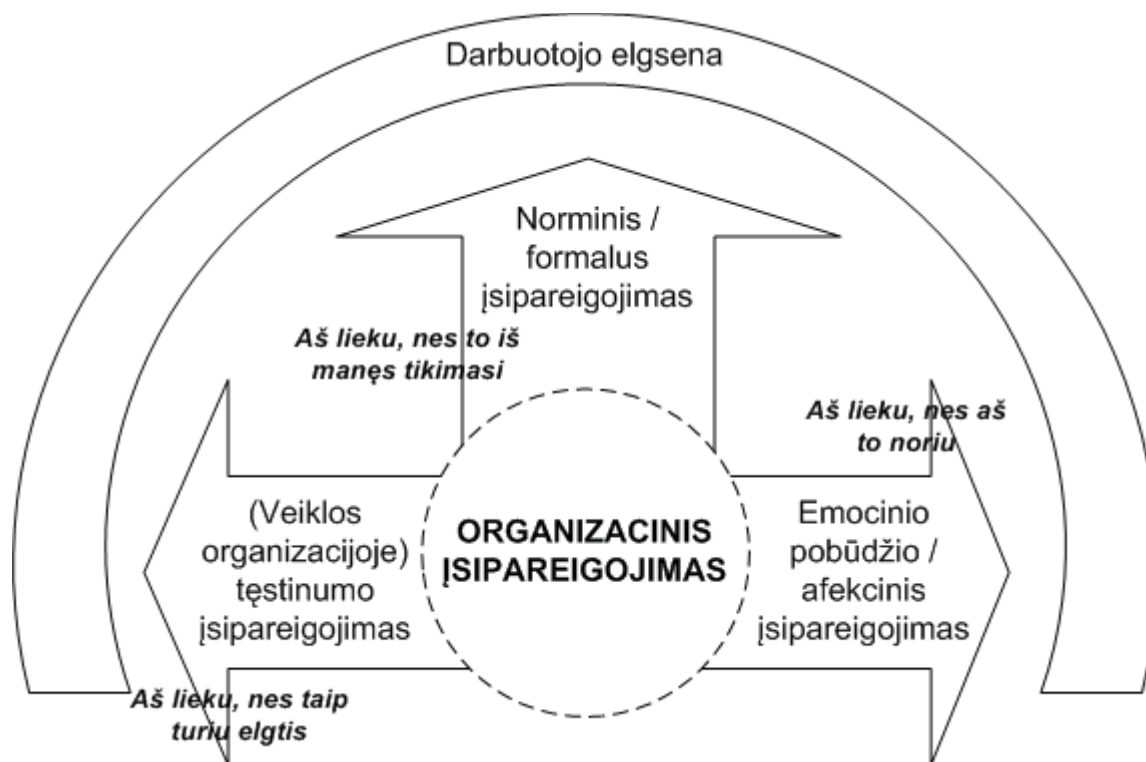 Darbuotojo elgsena
Norminis /
formalus
įsipareigojimas
Aš lieku, nes to iš
manęs tikimasi
Aš lieku, nes aš
to noriu
(Veiklos
organizacijoje)
tęstinumo
įsipareigojimas
ORGANIZACINIS
ĮSIPAREIGOJIMAS
Emocinio
pobūdžio /
afekcinis
įsipareigojimas
Aš lieku, nes taip
turiu elgtis